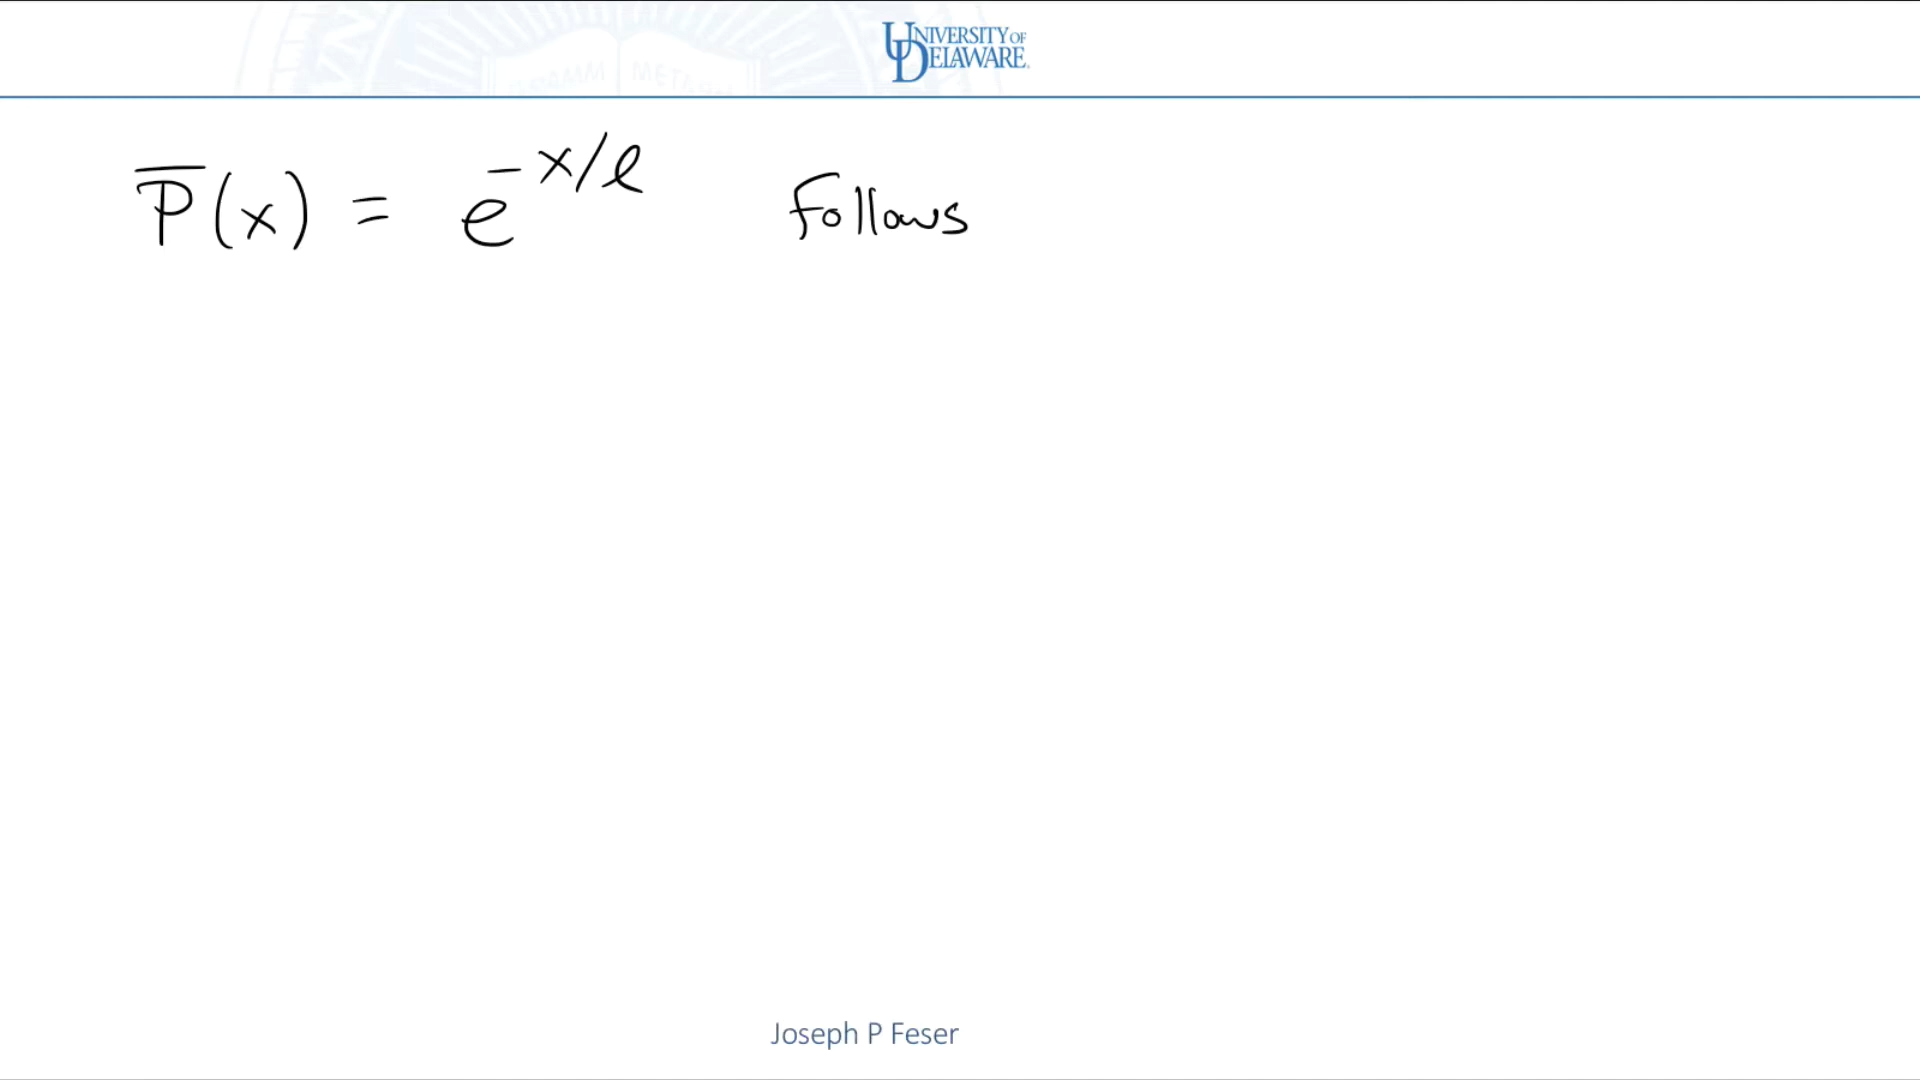 UNIVERSITY OF
DELAWARE.
P̅(x) = e^{-x/ℓ} follows
Joseph P Feser